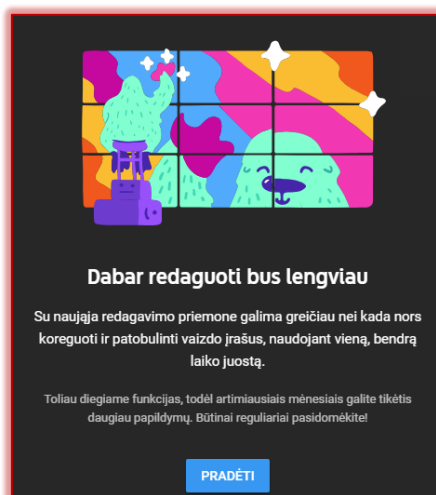 Dabar redaguoti bus lengviau
Su naująja redagavimo priemone galima greičiau nei kada nors
koreguoti ir patobulinti vaizdo įrašus, naudojant vieną, bendrą
laiko juostą.
Toliau diegiame funkcijas, todėl artimiausiais mėnesiais galite tikėtis
daugiau papildymų. Būtinai reguliariai pasidomėkite!
PRADĖTI